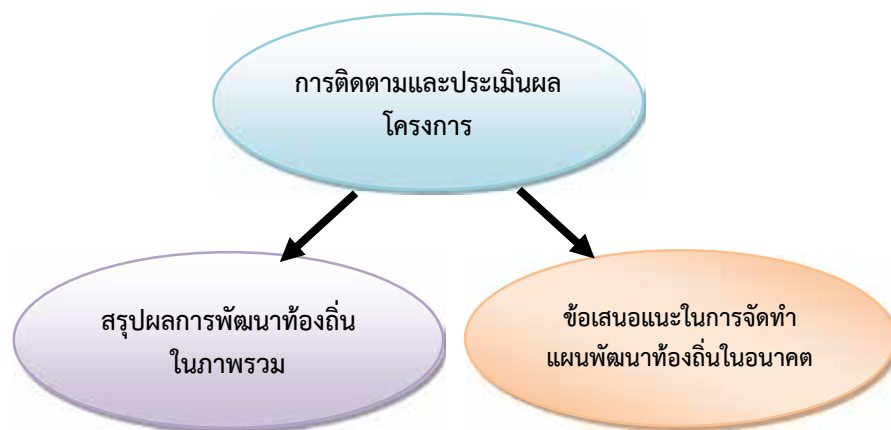 การติดตามและประเมินผล
โครงการ
สรุปผลการพัฒนาท้องถิ่น
ในภาพรวม
ข้อเสนอแนะในการจัดทำ
แผนพัฒนาท้องถิ่นในอนาคต